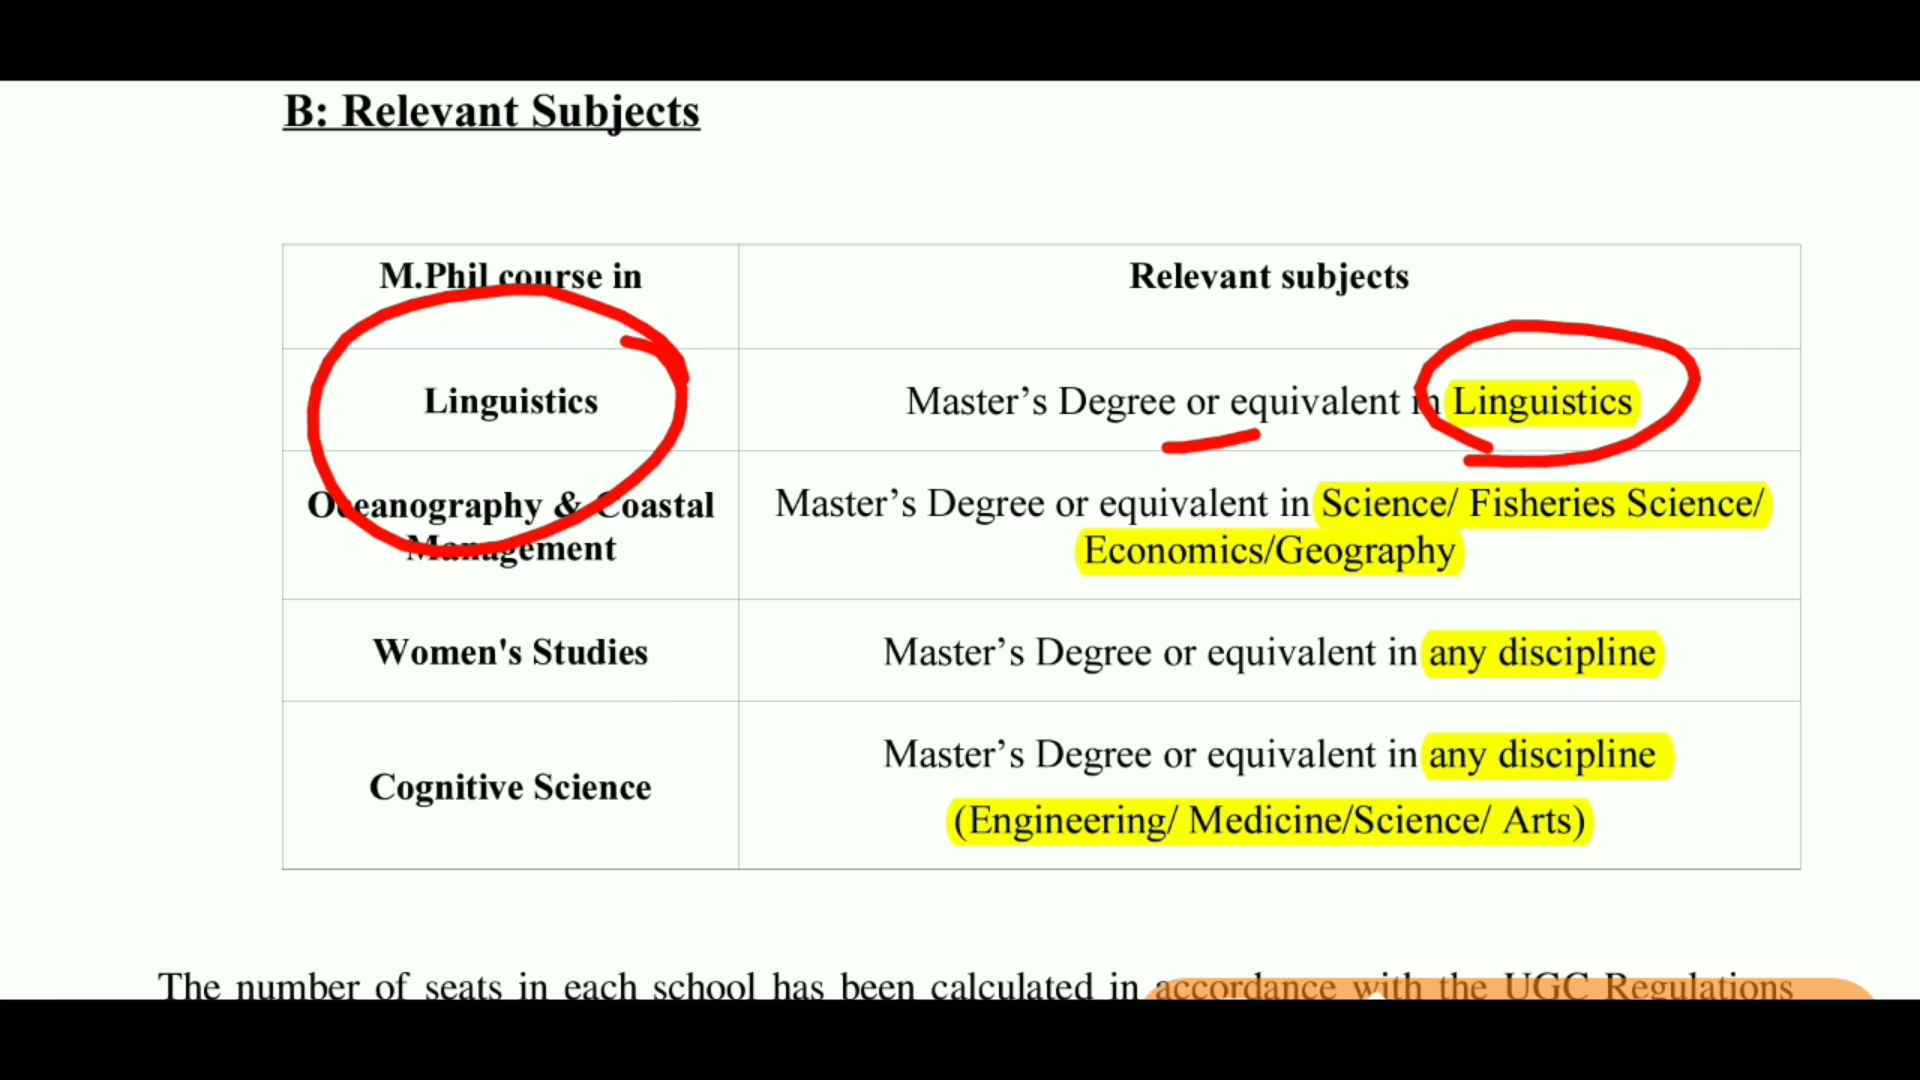 B: Relevant Subjects
M.Phil course in
Relevant subjects
Linguistics
Master’s Degree or equivalent in Linguistics
Oceanography & Coastal
Management
Master’s Degree or equivalent in Science/ Fisheries Science/
Economics/Geography
Women's Studies
Master’s Degree or equivalent in any discipline
Cognitive Science
Master’s Degree or equivalent in any discipline
(Engineering/ Medicine/Science/ Arts)
The number of seats in each school has been calculated in accordance with the UGC Regulations